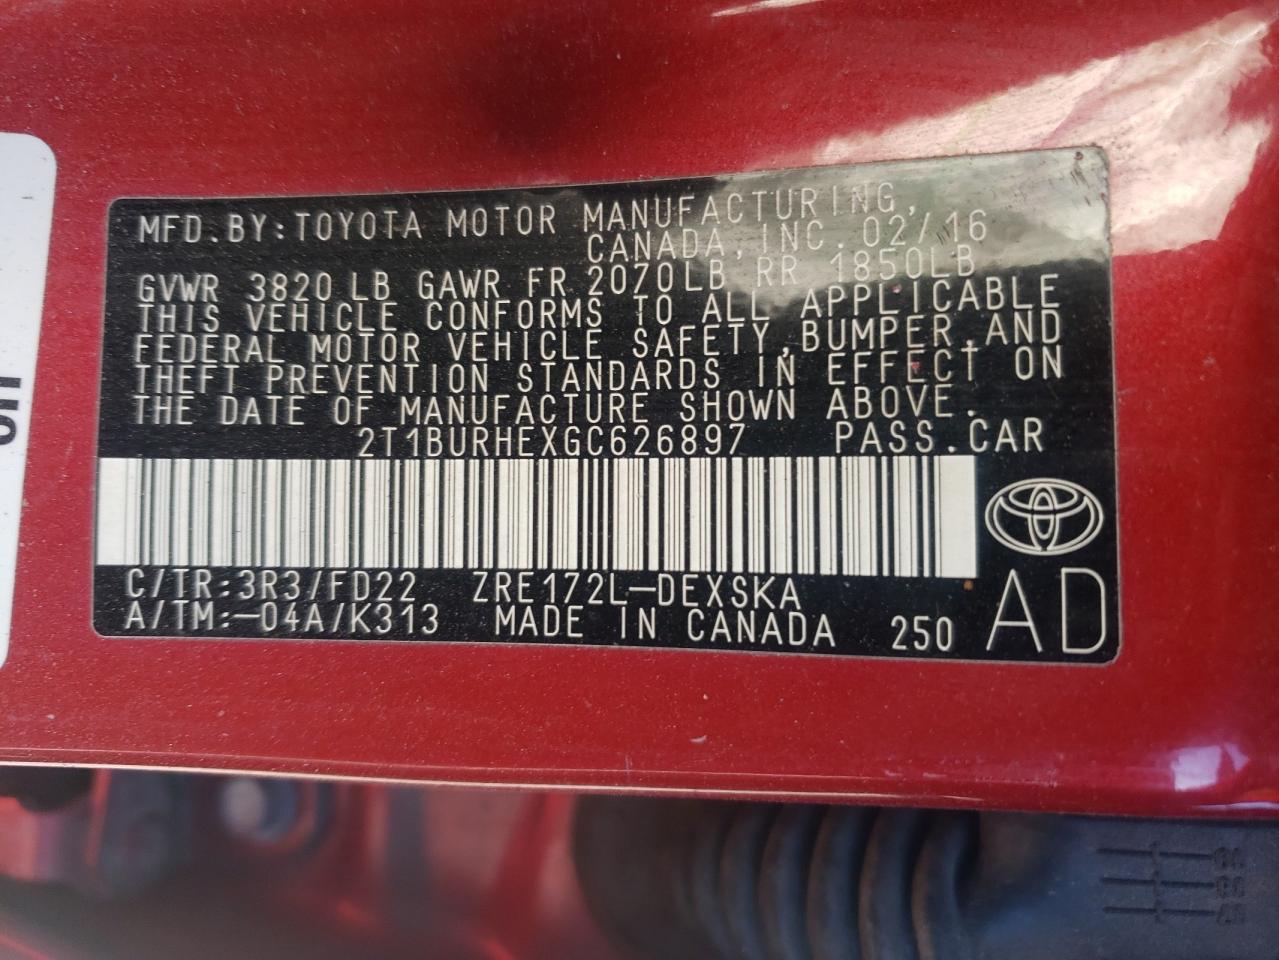 MFD.BY:TOYOTA MOTOR MANUFACTURING,
CANADA,INC.02/16
GVWR 3820 LB GAWR FR 2070LB RR 1850LB
THIS VEHICLE CONFORMS TO ALL APPLICABLE
FEDERAL MOTOR VEHICLE SAFETY,BUMPER,AND
THEFT PREVENTION STANDARDS IN EFFECT ON
THE DATE OF MANUFACTURE SHOWN ABOVE.
2T1BURHEXGC626897 PASS.CAR
C/TR:3R3/FD22 ZRE172L-DEXSKA
A/TM:-04A/K313 MADE IN CANADA 250 AD